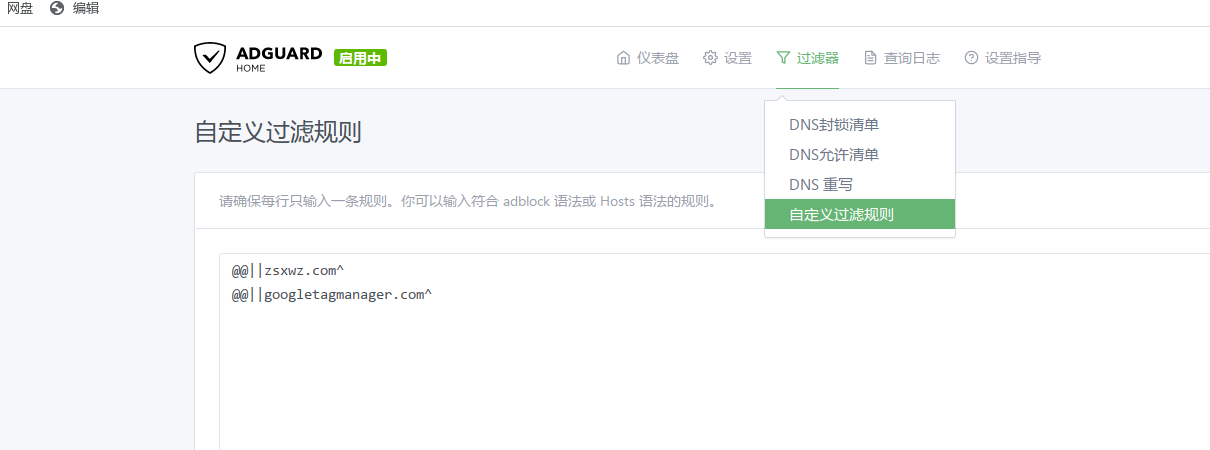 网盘 编辑
ADGUARD HOME 启用中 仪表盘 设置 过滤器 查询日志 设置指导
DNS封锁清单
自定义过滤规则
DNS允许清单
DNS 重写
请确保每行只输入一条规则。你可以输入符合 adblock 语法或 Hosts 语法的规则。
自定义过滤规则
@@||zsxwz.com^
@@||googletagmanager.com^